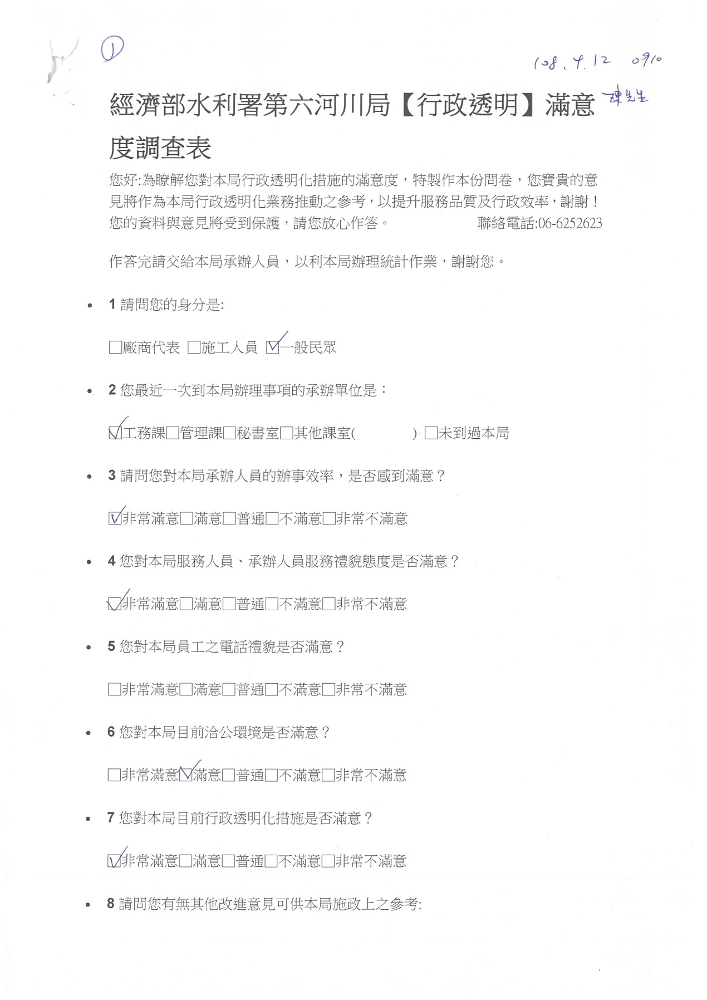 ①
108.4.12 0910
陳先生
經濟部水利署第六河川局【行政透明】滿意
度調查表
您好:為瞭解您對本局行政透明化措施的滿意度，特製作本份問卷，您寶貴的意
見將作為本局行政透明化業務推動之參考，以提升服務品質及行政效率，謝謝！
您的資料與意見將受到保護，請您放心作答。 聯絡電話:06-6252623
作答完請交給本局承辦人員，以利本局辦理統計作業，謝謝您。
• 1 請問您的身分是:
□廠商代表 □施工人員 ☑一般民眾
• 2 您最近一次到本局辦理事項的承辦單位是：
☑工務課□管理課□秘書室□其他課室( ) □未到過本局
• 3 請問您對本局承辦人員的辦事效率，是否感到滿意？
☑非常滿意□滿意□普通□不滿意□非常不滿意
• 4 您對本局服務人員、承辦人員服務禮貌態度是否滿意？
☑非常滿意□滿意□普通□不滿意□非常不滿意
• 5 您對本局員工之電話禮貌是否滿意？
□非常滿意□滿意□普通□不滿意□非常不滿意
• 6 您對本局目前洽公環境是否滿意？
□非常滿意☑滿意□普通□不滿意□非常不滿意
• 7 您對本局目前行政透明化措施是否滿意？
☑非常滿意□滿意□普通□不滿意□非常不滿意
• 8 請問您有無其他改進意見可供本局施政上之參考: